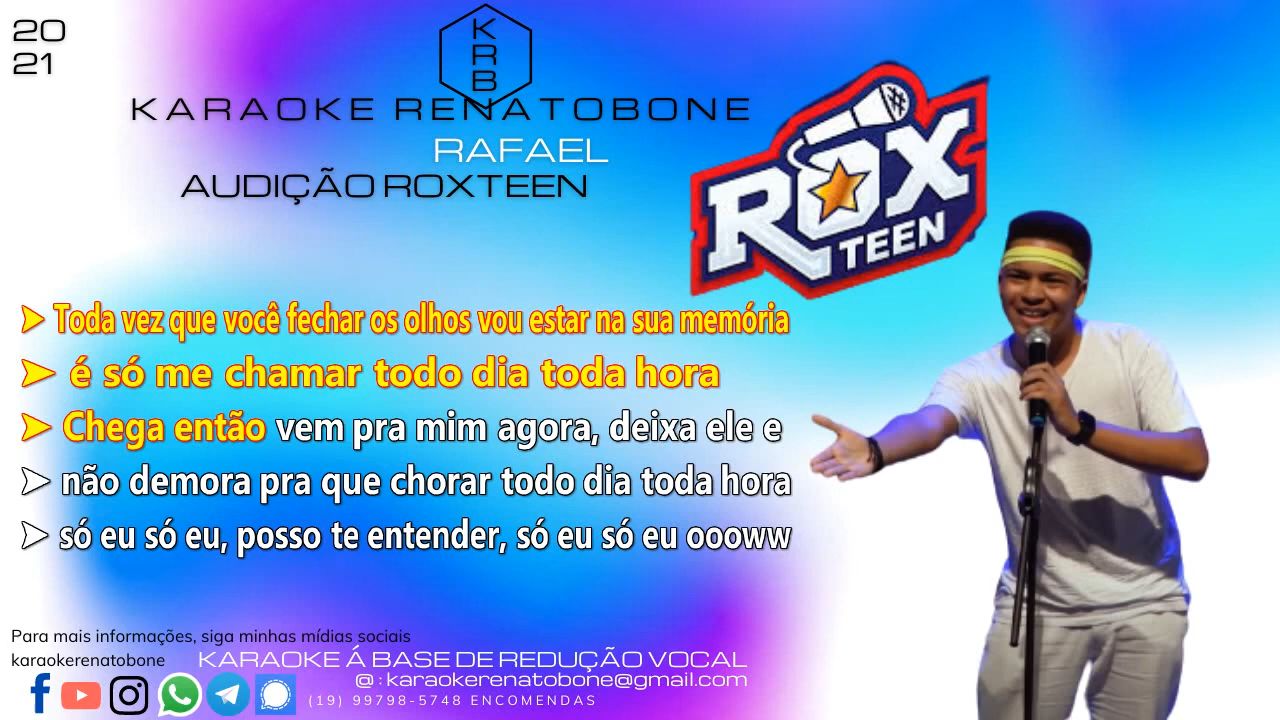 20
21
K
R
B
KARAOKE RENATOBONE
RAFAEL
AUDIÇÃO ROXTEEN
ROX
TEEN
➤ Toda vez que você fechar os olhos vou estar na sua memória
➤ é só me chamar todo dia toda hora
➤ Chega então vem pra mim agora, deixa ele e
➤ não demora pra que chorar todo dia toda hora
➤ só eu só eu, posso te entender, só eu só eu oooww
Para mais informações, siga minhas mídias sociais
karaokerenatobone
KARAOKE Á BASE DE REDUÇÃO VOCAL
@:karaokerenatobone@gmail.com
(19) 99798-5748 ENCOMENDAS